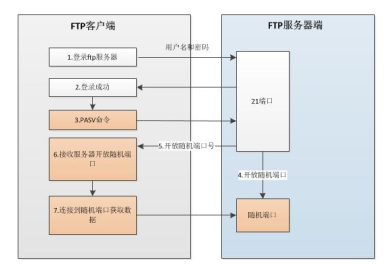 FTP客户端
FTP服务器端
用户名和密码
1.登录ftp服务器
2.登录成功
21端口
3.PASV命令
5.开放随机端口号
6.接收服务器开放随机端
口
4.开放随机端口
7.连接到随机端口获取数
据
随机端口